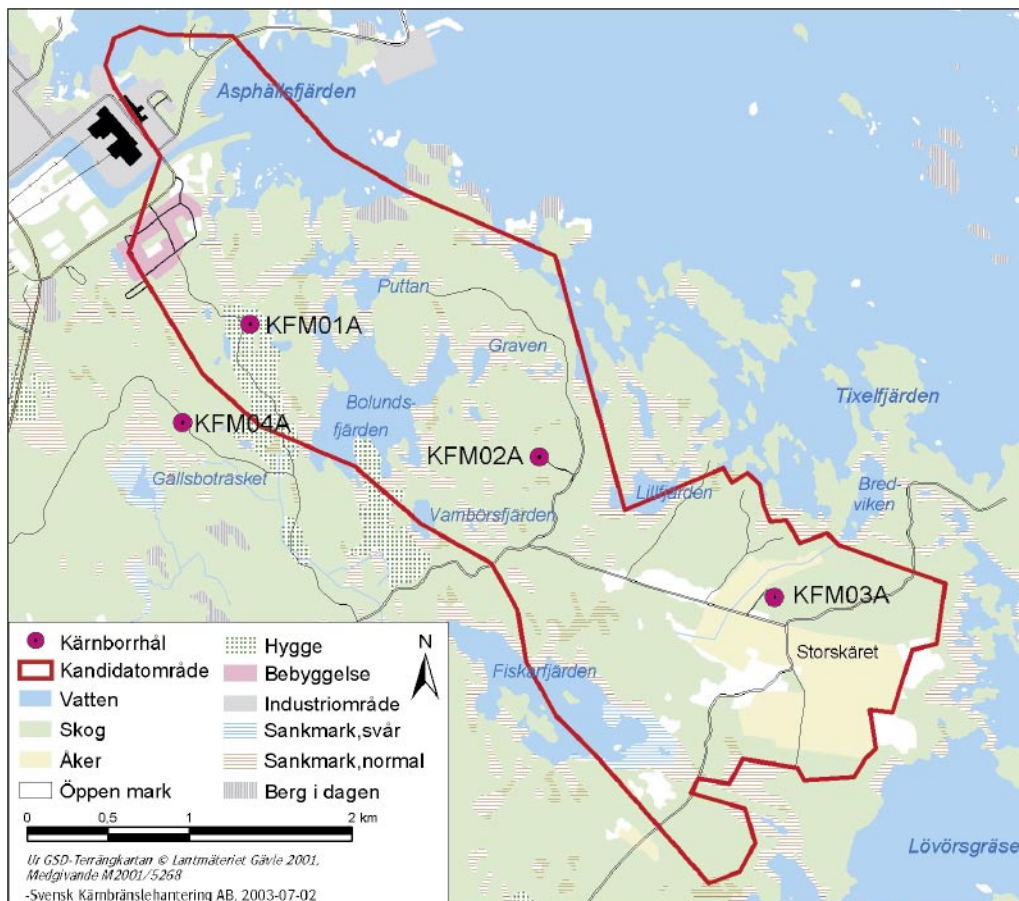 Asphällsfjärden
Puttan
KFM01A
Graven
Tixelfjärden
Bolunds-
fjärden
KFM04A
KFM02A
Gällsboträsket
Lillfjärden
Bred-
viken
Vambörsfjärden
KFM03A
Storskäret
Fiskarfjärden
Lövörsgräse
Kärnborrhål
Kandidatområde
Vatten
Skog
Åker
Öppen mark
Hygge
Bebyggelse
Industriområde
Sankmark,svår
Sankmark,normal
Berg i dagen
N
0 0,5 1 2 km
Ur GSD-Terrängkartan © Lantmäteriet Gävle 2001,
Medgivande M2001/5268
-Svensk Kärnbränslehantering AB, 2003-07-02